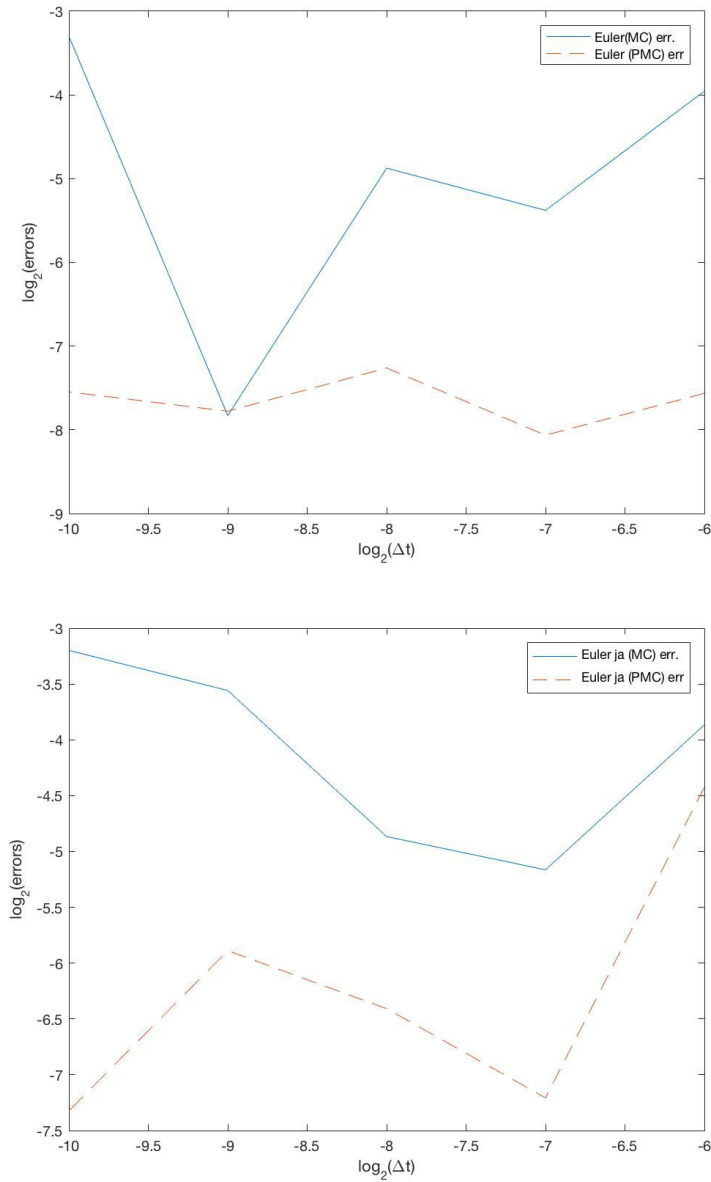 -3
-4
-5
-6
-7
-8
-9
log2(errors)
Euler(MC) err.
Euler (PMC) err
-10 -9.5 -9 -8.5 -8 -7.5 -7 -6.5 -6
log2(Δt)
-3
-3.5
-4
-4.5
-5
-5.5
-6
-6.5
-7
-7.5
log2(errors)
Euler ja (MC) err.
Euler ja (PMC) err
-10 -9.5 -9 -8.5 -8 -7.5 -7 -6.5 -6
log2(Δt)